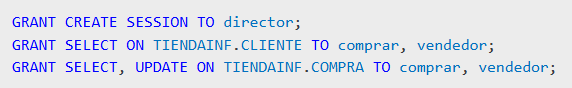 GRANT CREATE SESSION TO director;
GRANT SELECT ON TIENDAINF.CLIENTE TO comprar, vendedor;
GRANT SELECT, UPDATE ON TIENDAINF.COMPRA TO comprar, vendedor;